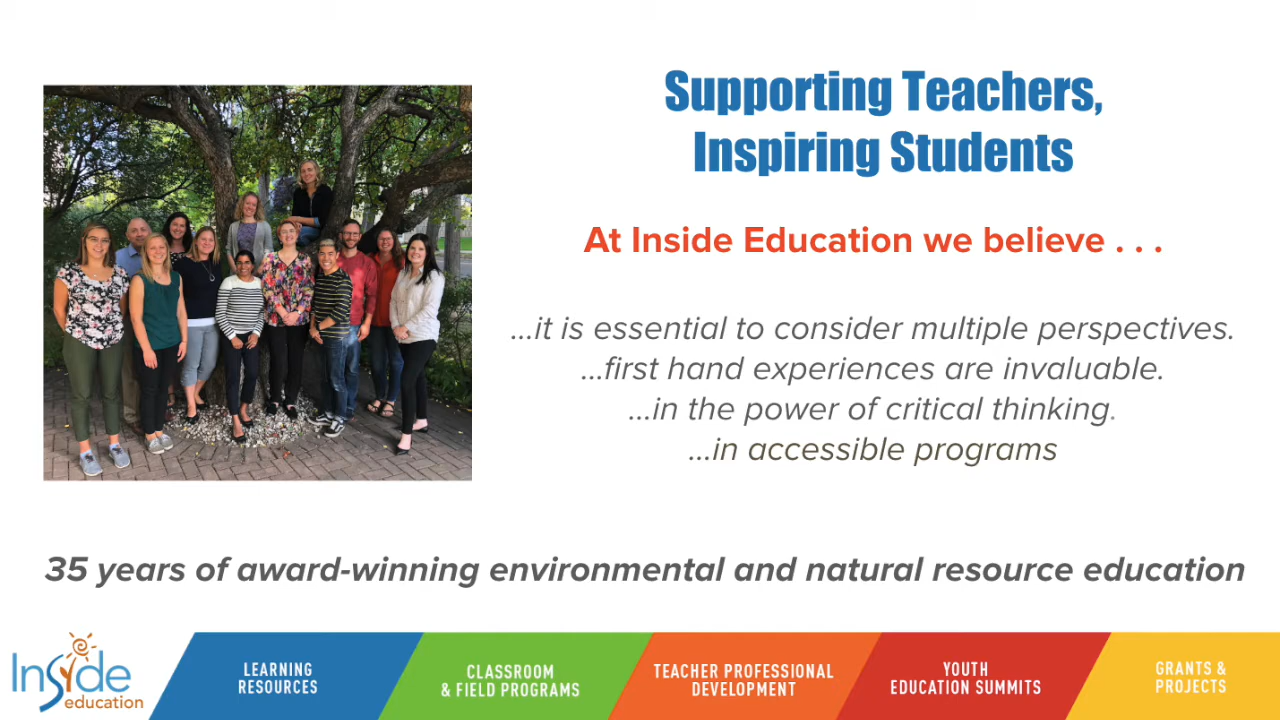 Supporting Teachers,
Inspiring Students
At Inside Education we believe . . .
...it is essential to consider multiple perspectives.
...first hand experiences are invaluable.
...in the power of critical thinking.
...in accessible programs
35 years of award-winning environmental and natural resource education
Inside
education
LEARNING
RESOURCES
CLASSROOM
& FIELD PROGRAMS
TEACHER PROFESSIONAL
DEVELOPMENT
YOUTH
EDUCATION SUMMITS
GRANTS &
PROJECTS